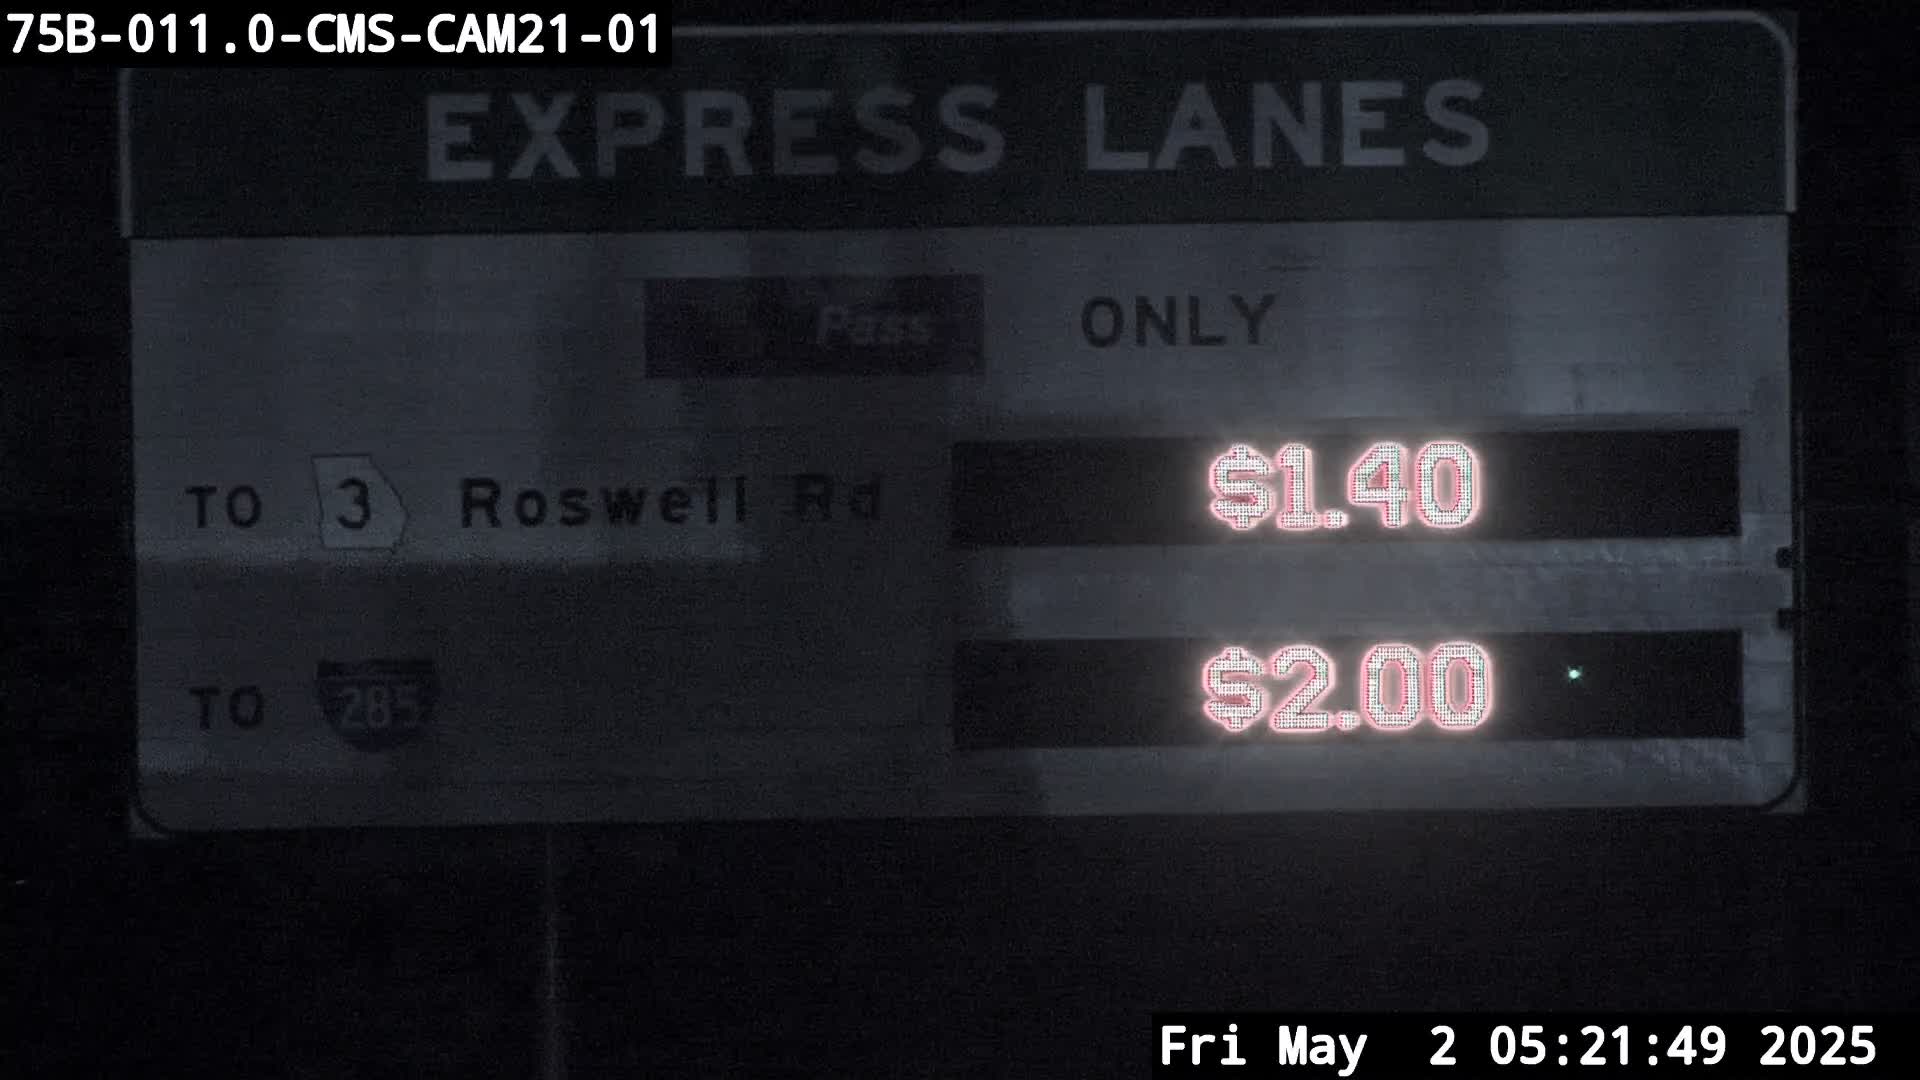 75B-011.0-CMS-CAM21-01
EXPRESS LANES
Pass ONLY
TO 3 Roswell Rd $1.40
TO 285 $2.00
Fri May 2 05:21:49 2025